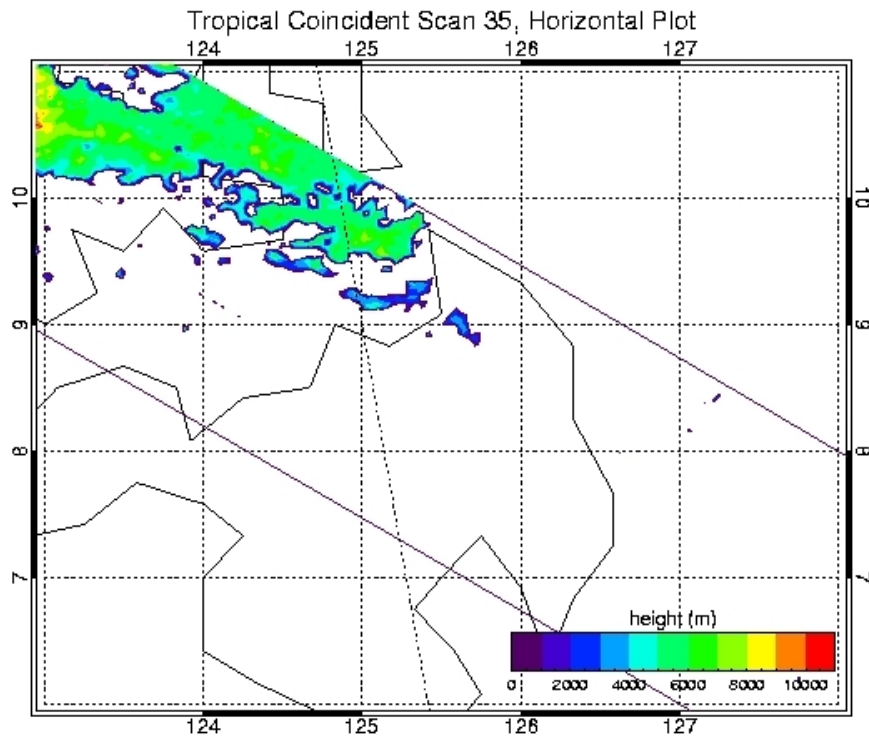 Tropical Coincident Scan 35, Horizontal Plot
124 125 126 127
10 10
9 9
8 8
7 7
height (m)
0 2000 4000 6000 8000 10000
124 125 126 127